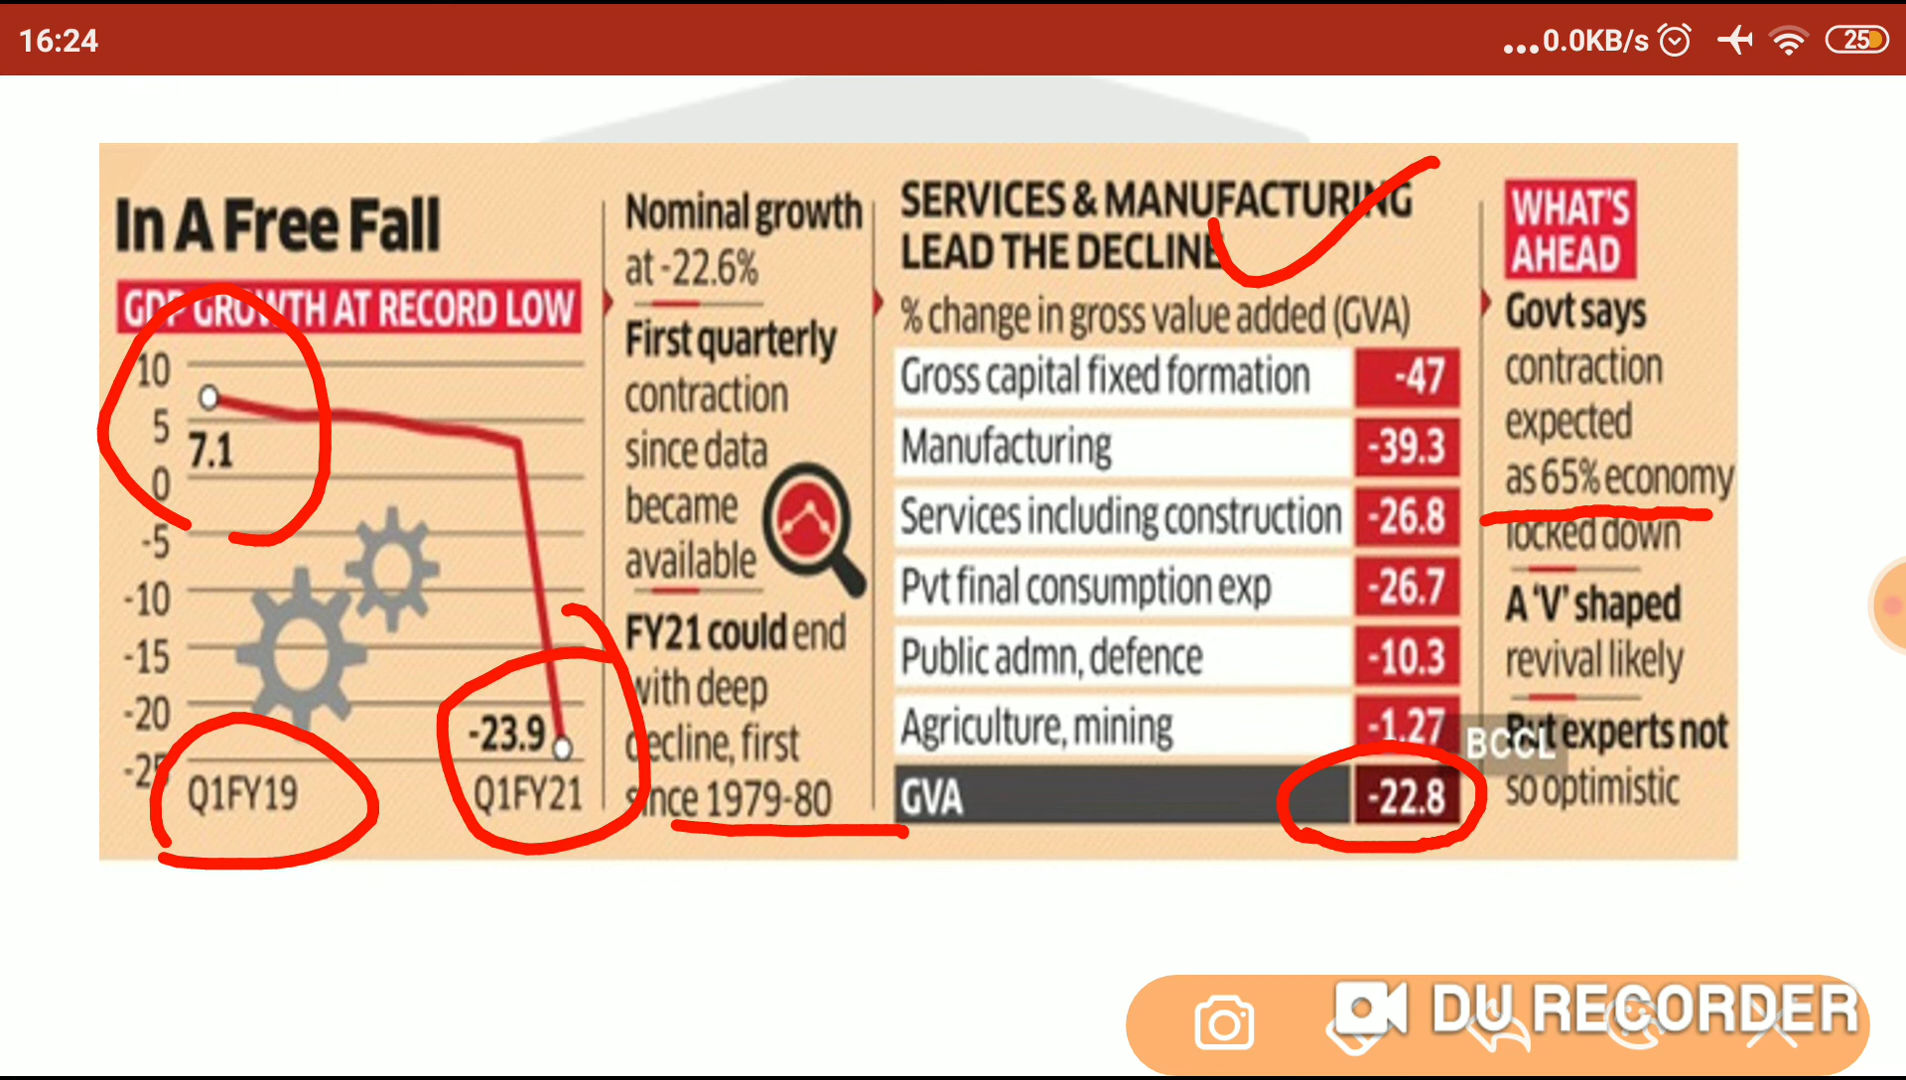 16:24
...0.0KB/s
25
In A Free Fall
GDP GROWTH AT RECORD LOW
10
5
7.1
0
-5
-10
-15
-20
-23.9
-25
Q1FY19
Q1FY21
Nominal growth
at -22.6%
First quarterly
contraction
since data
became
available
FY21 could end
with deep
decline, first
since 1979-80
SERVICES & MANUFACTURING
LEAD THE DECLINE
% change in gross value added (GVA)
Gross capital fixed formation -47
Manufacturing -39.3
Services including construction -26.8
Pvt final consumption exp -26.7
Public admn, defence -10.3
Agriculture, mining -1.27
GVA -22.8
WHAT'S
AHEAD
Govt says
contraction
expected
as 65% economy
locked down
A 'V' shaped
revival likely
But experts not
so optimistic
BCCL
DU RECORDER